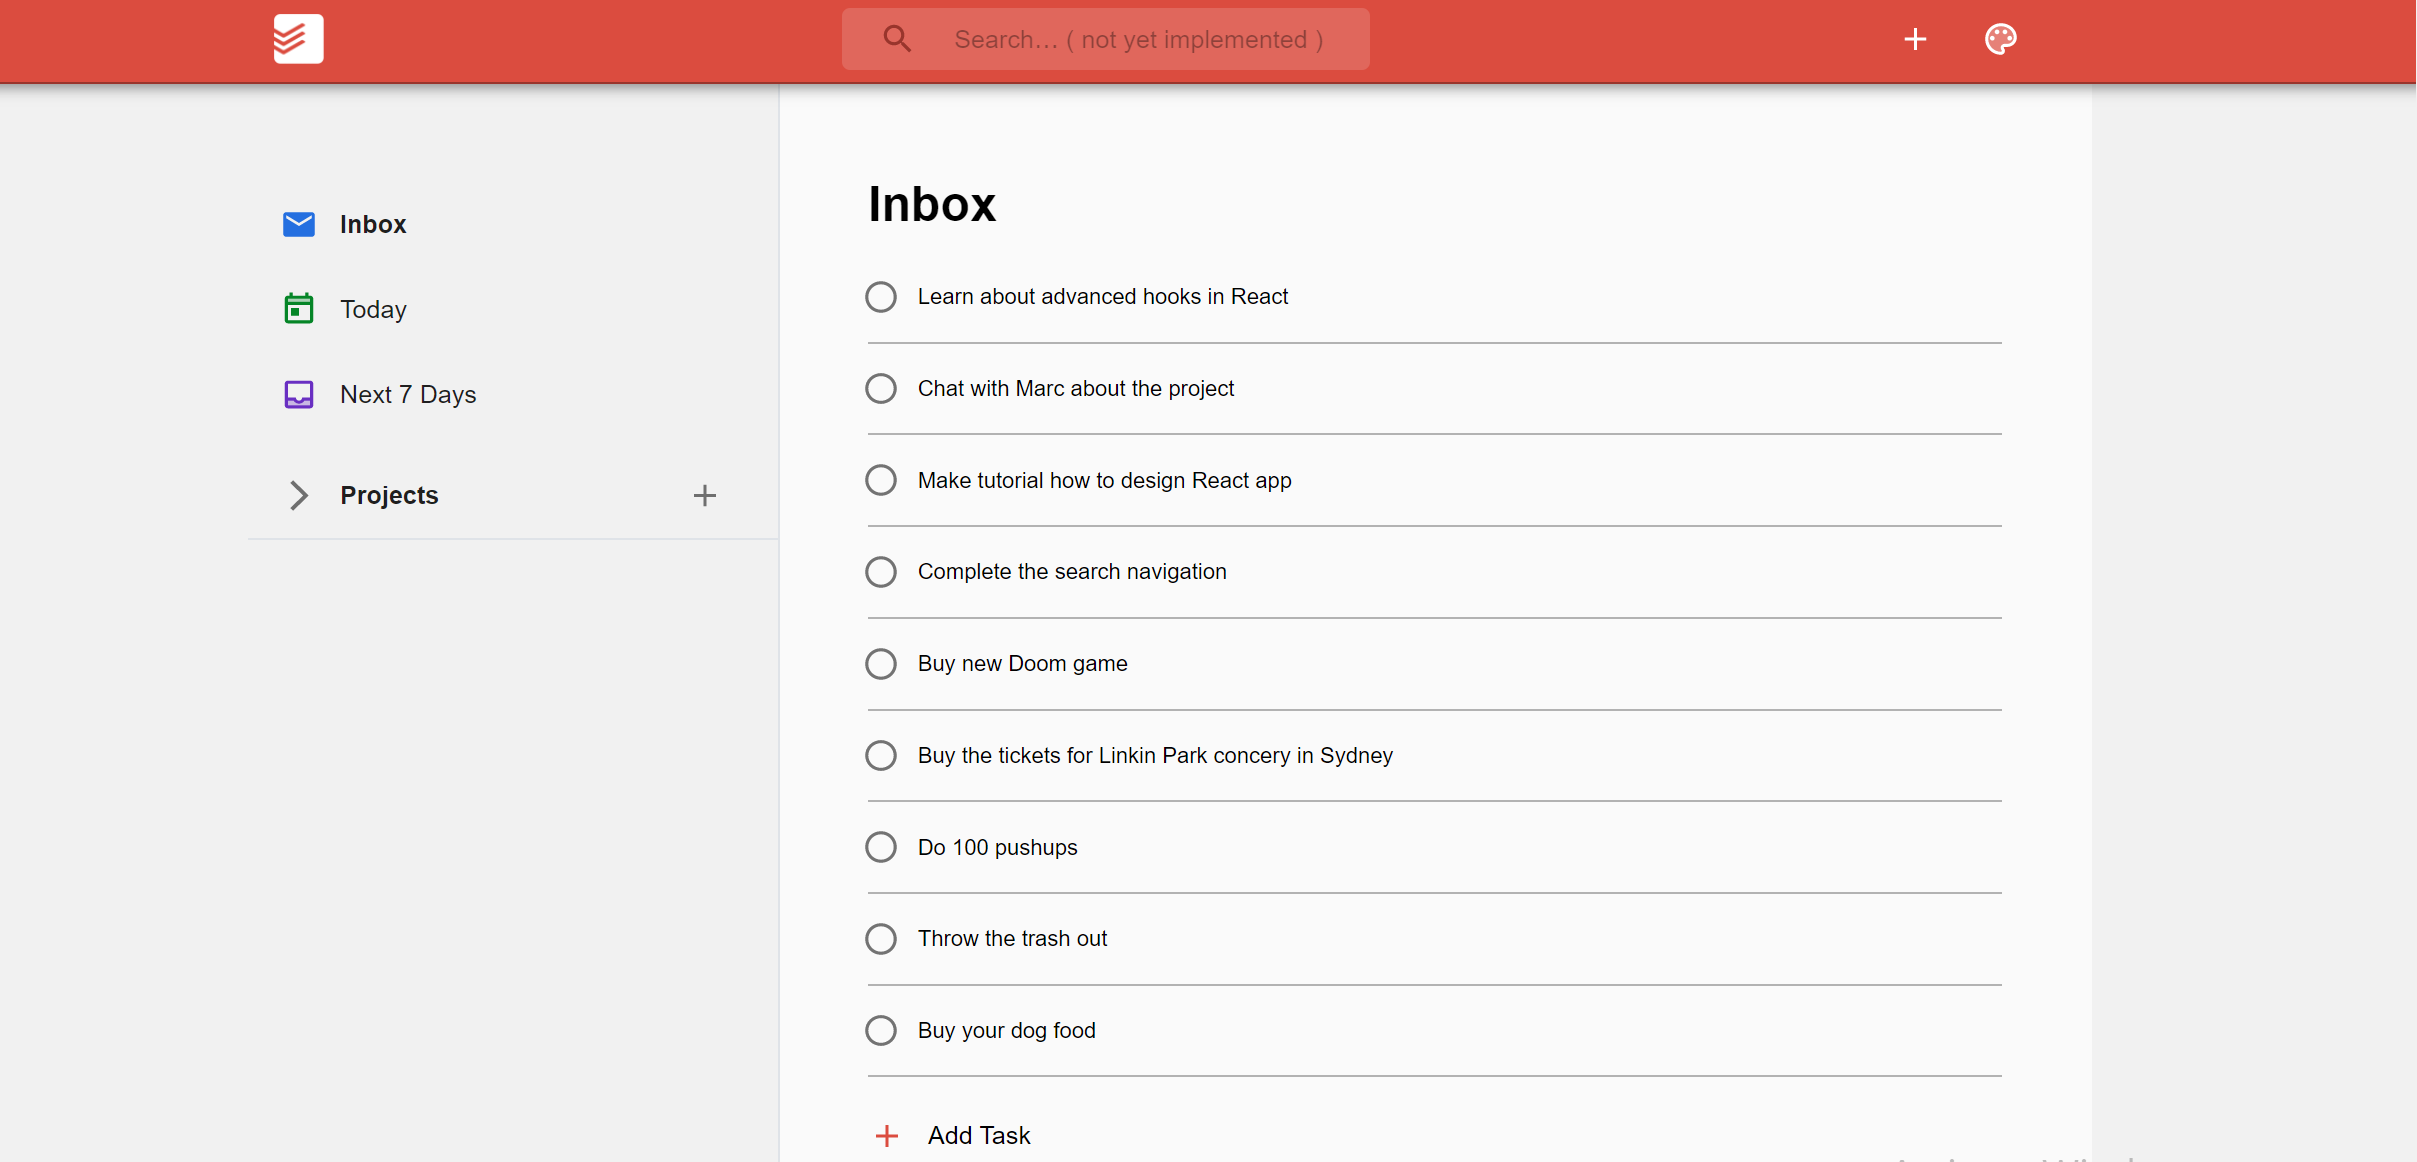 Search... ( not yet implemented )
Inbox
Today
Next 7 Days
Projects
Inbox
Learn about advanced hooks in React
Chat with Marc about the project
Make tutorial how to design React app
Complete the search navigation
Buy new Doom game
Buy the tickets for Linkin Park concery in Sydney
Do 100 pushups
Throw the trash out
Buy your dog food
Add Task